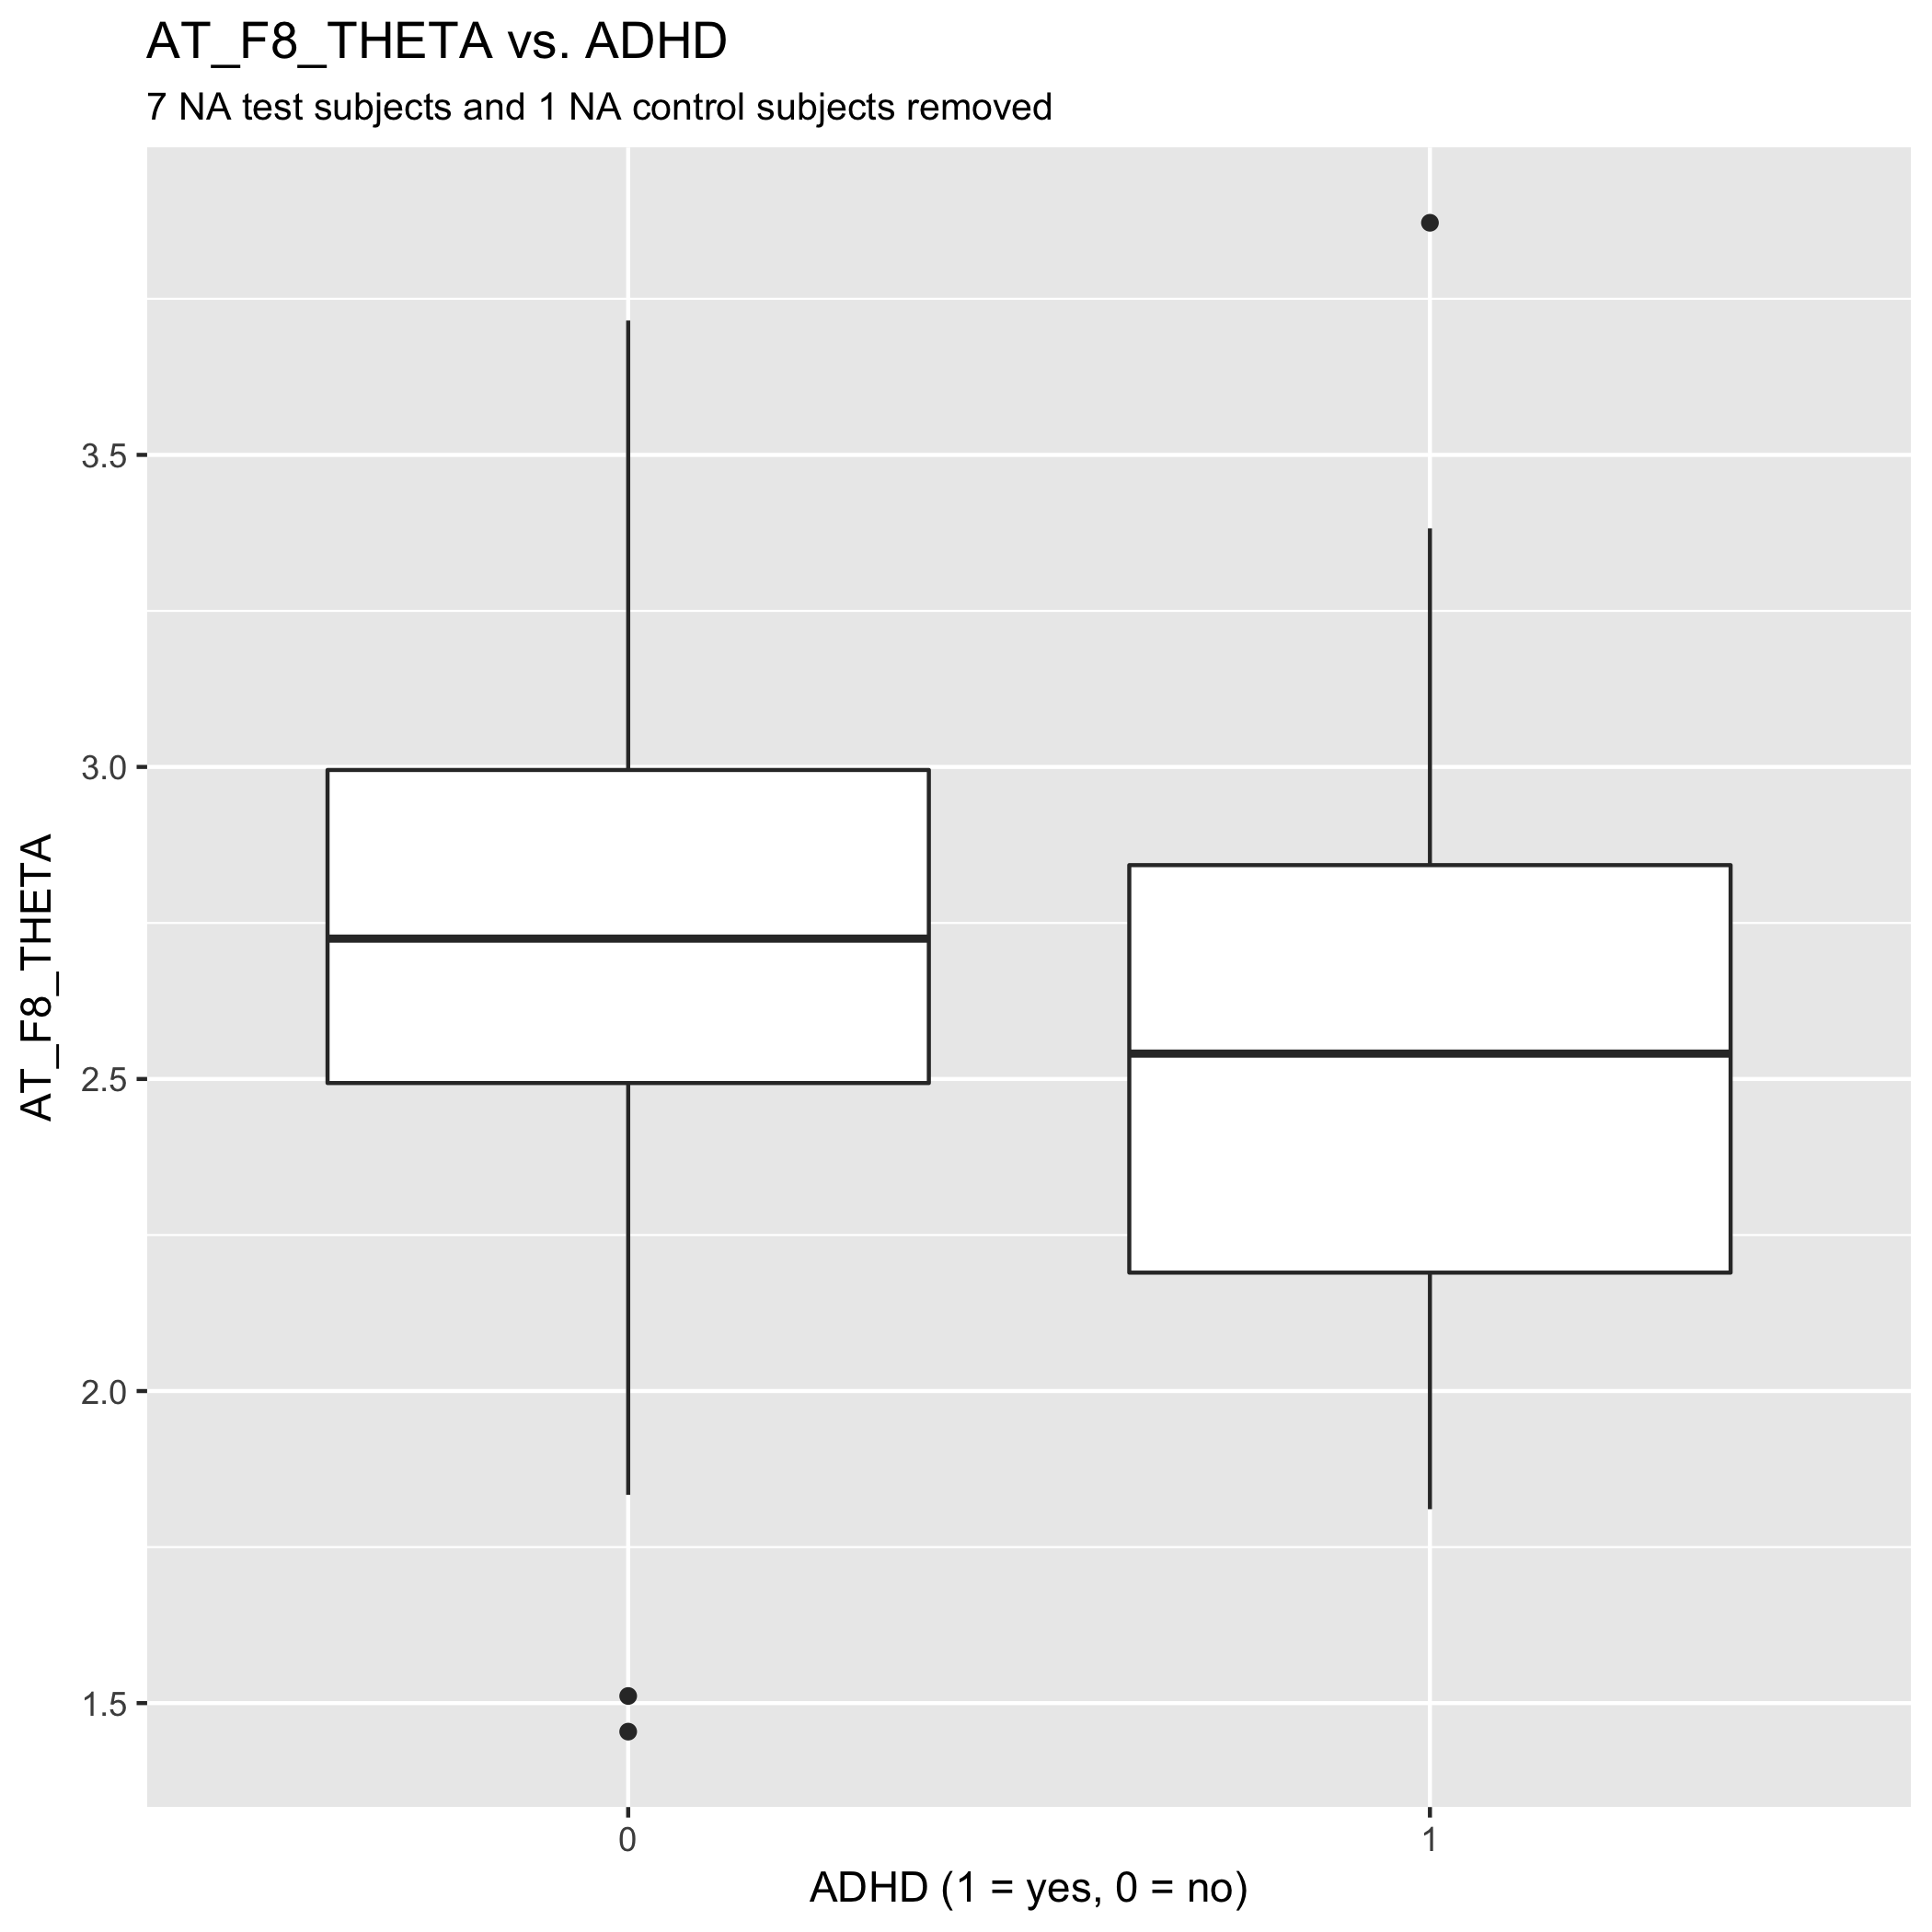 AT_F8_THETA vs. ADHD
7 NA test subjects and 1 NA control subjects removed
AT_F8_THETA
3.5
3.0
2.5
2.0
1.5
0
1
ADHD (1 = yes, 0 = no)